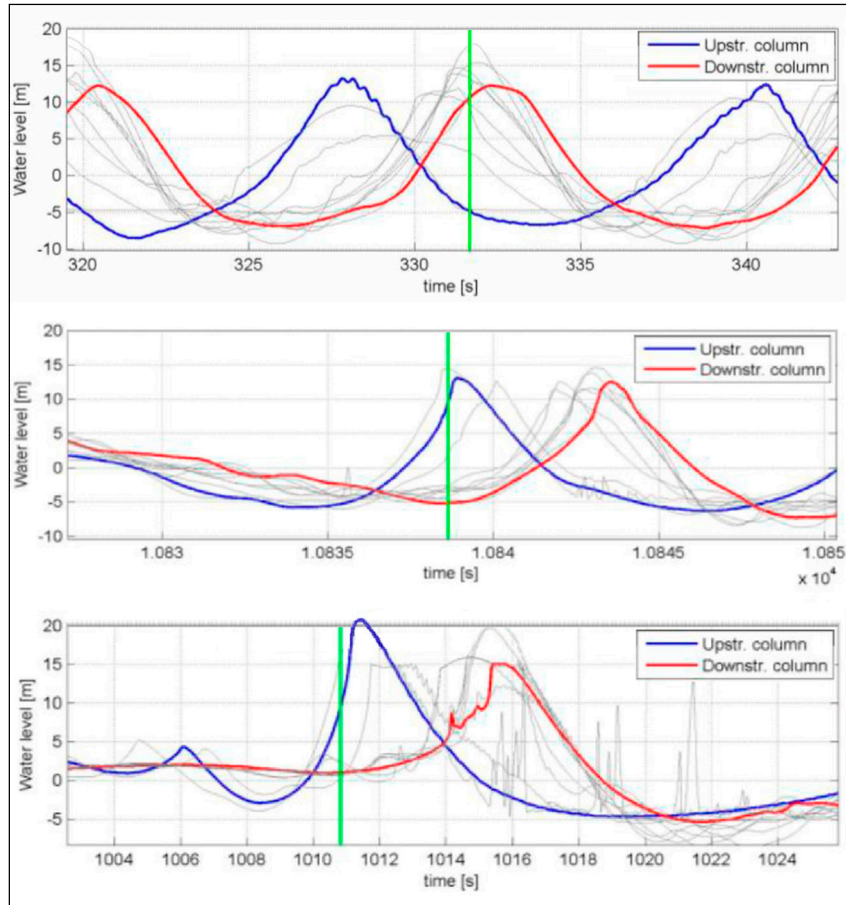 20
15
10
5
0
-5
-10
Water level [m]
Upstr. column
Downstr. column
320 325 330 335 340
time [s]
20
15
10
5
0
-5
-10
Water level [m]
Upstr. column
Downstr. column
1.083 1.0835 1.084 1.0845 1.085
time [s]
x 10⁴
20
15
10
5
0
-5
Water level [m]
Upstr. column
Downstr. column
1004 1006 1008 1010 1012 1014 1016 1018 1020 1022 1024
time [s]